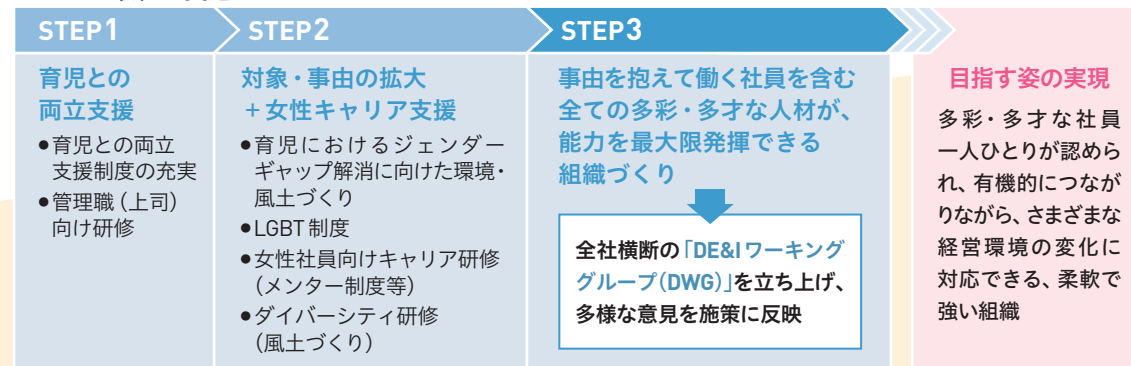 STEP1
育児との
両立支援
●育児との両立
支援制度の充実
●管理職(上司)
向け研修
STEP2
対象・事由の拡大
+女性キャリア支援
●育児におけるジェンダー
ギャップ解消に向けた環境・
風土づくり
●LGBT制度
●女性社員向けキャリア研修
(メンター制度等)
●ダイバーシティ研修
(風土づくり)
STEP3
事由を抱えて働く社員を含む
全ての多彩・多才な人材が、
能力を最大限発揮できる
組織づくり
全社横断の「DE&Iワーキング
グループ(DWG)」を立ち上げ、
多様な意見を施策に反映
目指す姿の実現
多彩・多才な社員
一人ひとりが認めら
れ、有機的につなが
りながら、さまざまな
経営環境の変化に
対応できる、柔軟で
強い組織